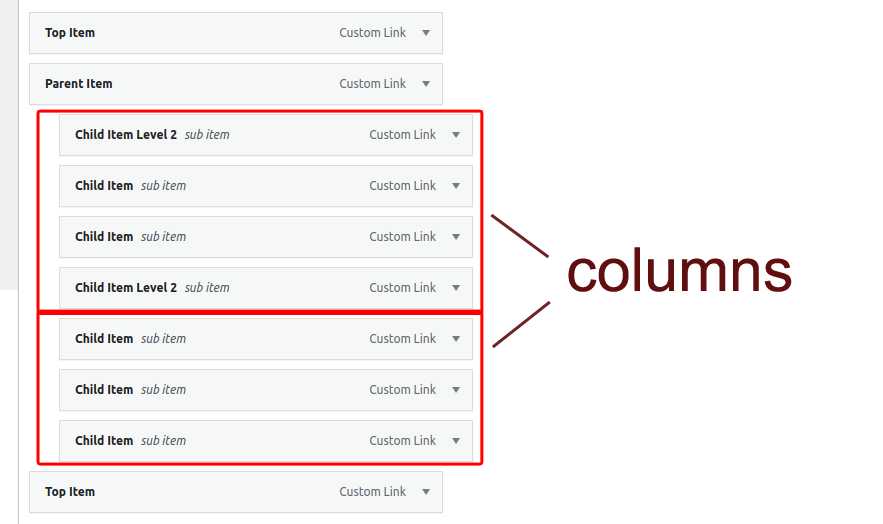 Top Item Custom Link
Parent Item Custom Link
Child Item Level 2 sub item Custom Link
Child Item sub item Custom Link
Child Item sub item Custom Link
Child Item Level 2 sub item Custom Link
columns
Child Item sub item Custom Link
Child Item sub item Custom Link
Child Item sub item Custom Link
Top Item Custom Link